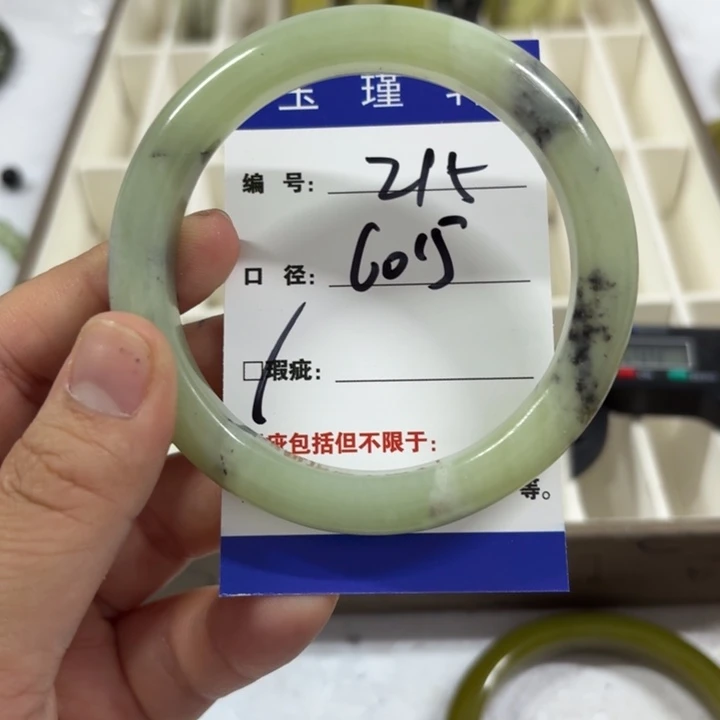 玉 瑾
编 号: 215
口 径: 60.5
□瑕疵:
疵包括但不限于:
等。